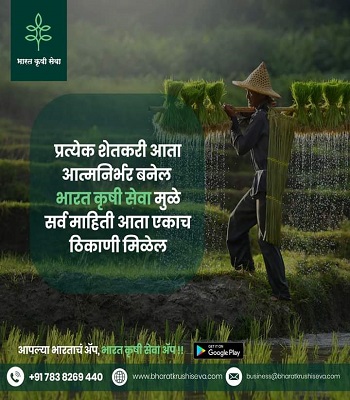 भारत कृषी सेवा
प्रत्येक शेतकरी आता
आत्मनिर्भर बनेल
भारत कृषी सेवा मुळे
सर्व माहिती आता एकाच
ठिकाणी मिळेल
आपल्या भारताचं ॲप, भारत कृषी सेवा ॲप !!
GET IT ON
Google Play
+91 783 8269 440
www.bharatkrushiseva.com
business@bharatkrushiseva.com